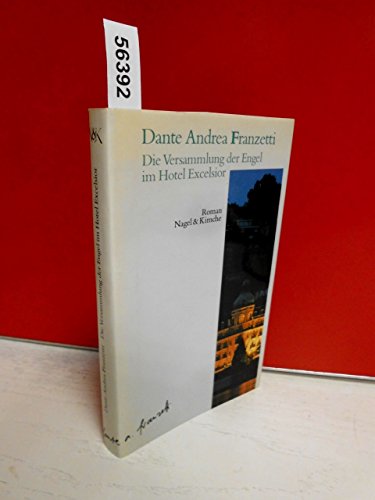 56392
Dante Andrea Franzetti
Die Versammlung der Engel
im Hotel Excelsior
Roman
Nagel & Kimche
Dante Andrea Franzetti Die Versammlung der Engel im Hotel Excelsior